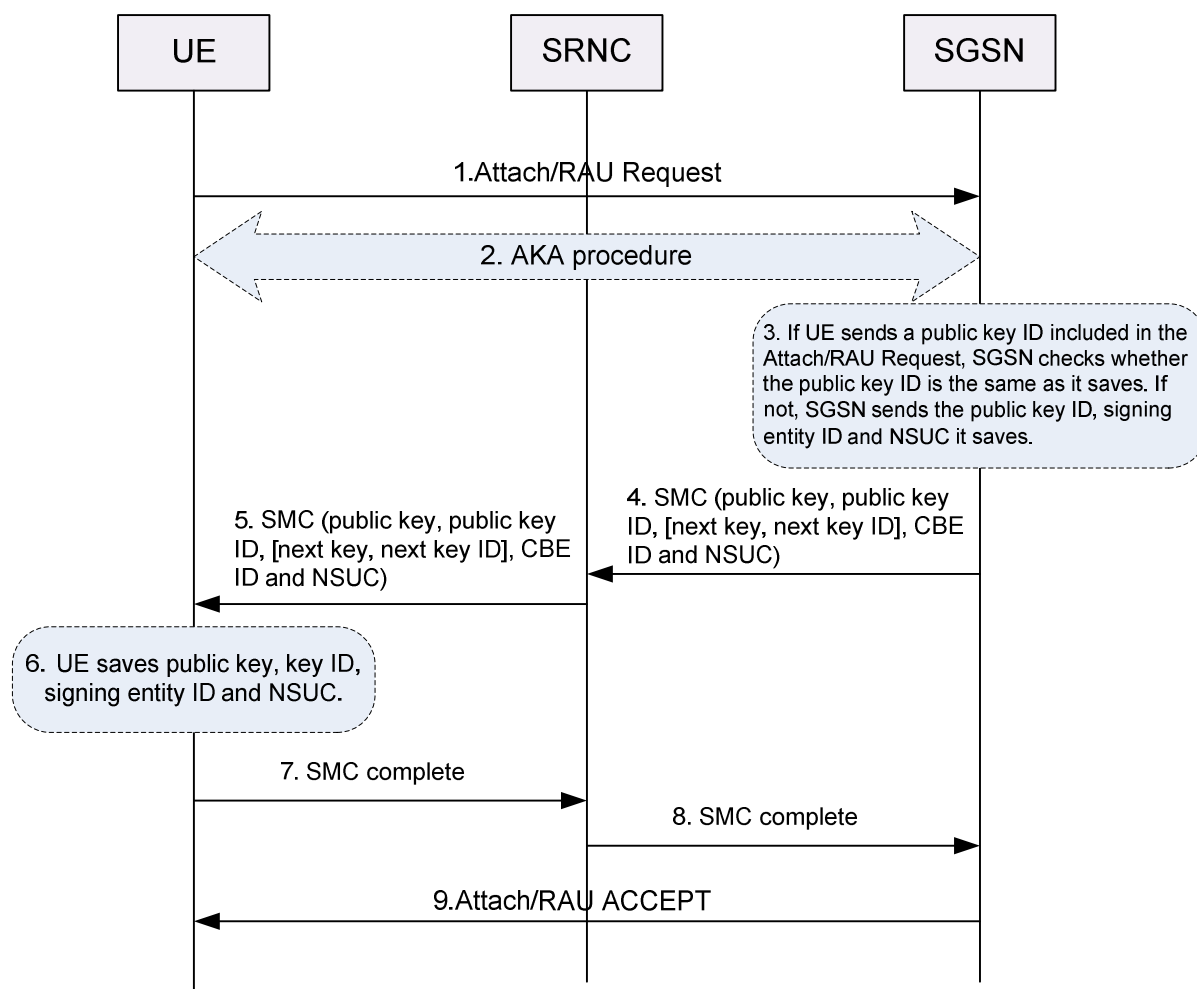 UE
SRNC
SGSN
1.Attach/RAU Request
2. AKA procedure
3. If UE sends a public key ID included in the
Attach/RAU Request, SGSN checks whether
the public key ID is the same as it saves. If
not, SGSN sends the public key ID, signing
entity ID and NSUC it saves.
4. SMC (public key, public key
ID, [next key, next key ID], CBE
ID and NSUC)
5. SMC (public key, public key
ID, [next key, next key ID], CBE
ID and NSUC)
6. UE saves public key, key ID,
signing entity ID and NSUC.
7. SMC complete
8. SMC complete
9.Attach/RAU ACCEPT